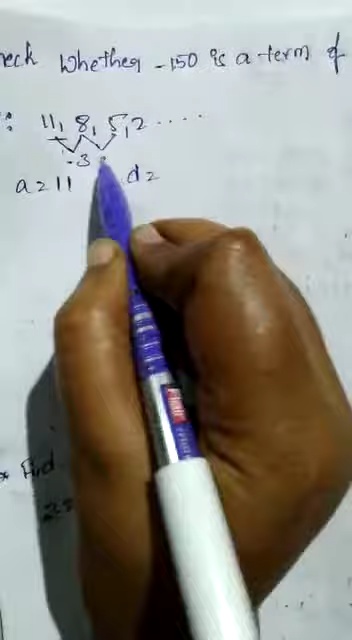 eck whether -150 is a term of
: 11, 8, 5, 2 ....
-3
a = 11 d =
Find